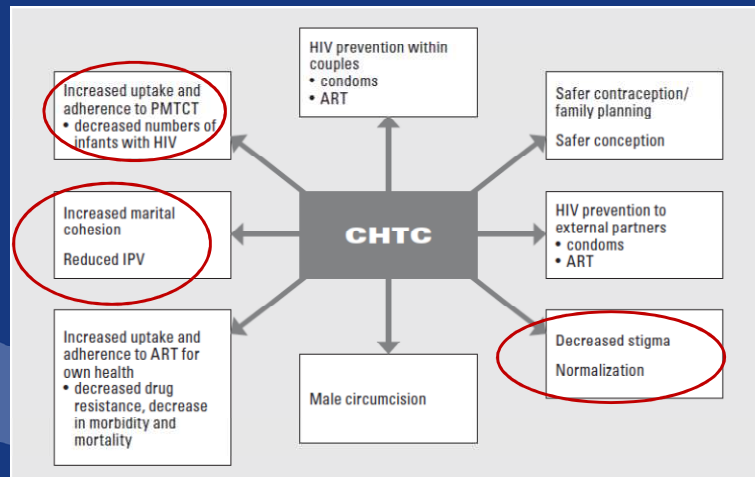 HIV prevention within
couples
• condoms
• ART
Increased uptake and
adherence to PMTCT
• decreased numbers of
infants with HIV
Safer contraception/
family planning
Safer conception
Increased marital
cohesion
Reduced IPV
CHTC
HIV prevention to
external partners
• condoms
• ART
Increased uptake and
adherence to ART for
own health
• decreased drug
resistance, decrease
in morbidity and
mortality
Male circumcision
Decreased stigma
Normalization